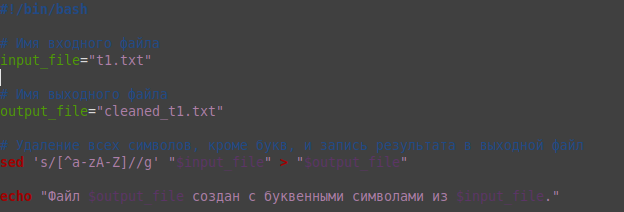 #!/bin/bash
# Имя входного файла
input_file="t1.txt"
# Имя выходного файла
output_file="cleaned_t1.txt"
# Удаление всех символов, кроме букв, и запись результата в выходной файл
sed 's/[^a-zA-Z]//g' "$input_file" > "$output_file"
echo "Файл $output_file создан с буквенными символами из $input_file."